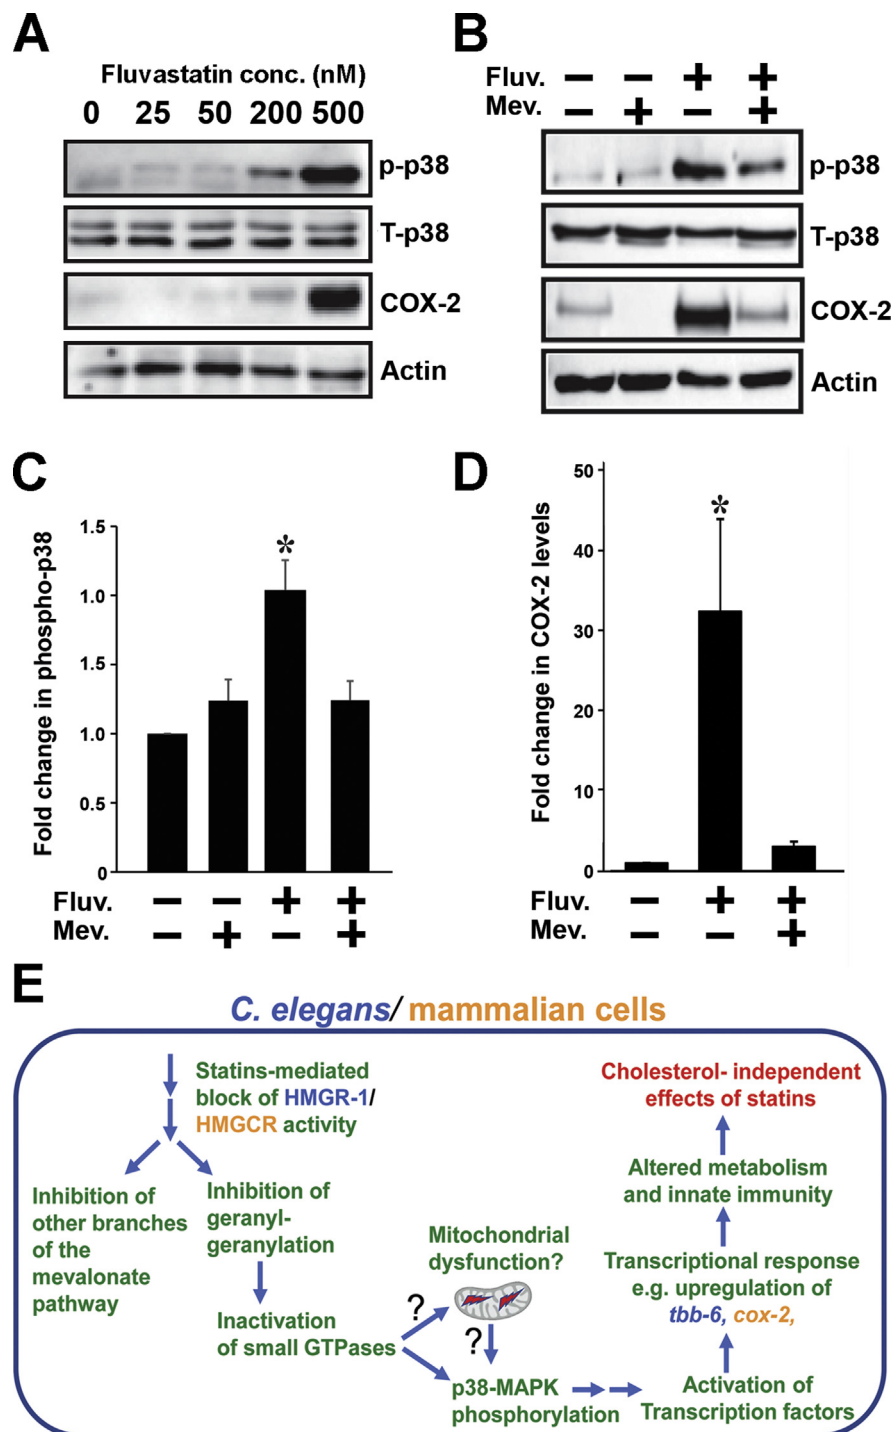 A
Fluvastatin conc. (nM)
0 25 50 200 500
p-p38
T-p38
COX-2
Actin
B
Fluv. − − + +
Mev. − + − +
p-p38
T-p38
COX-2
Actin
C
Fold change in phospho-p38
1.5
1.0
1.5
1.0
0.5
0
*
Fluv. − − + +
Mev. − + − +
D
Fold change in COX-2 levels
50
40
30
20
10
0
*
Fluv. − + +
Mev. − − +
E
C. elegans/ mammalian cells
Statins-mediated
block of HMGR-1/
HMGCR activity
Inhibition of
other branches
of the
mevalonate
pathway
Inhibition of
geranyl-
geranylation
Inactivation
of small GTPases
?
Mitochondrial
dysfunction?
?
p38-MAPK
phosphorylation
Activation of
Transcription factors
Transcriptional response
e.g. upregulation of
tbb-6, cox-2,
Altered metabolism
and innate immunity
Cholesterol- independent
effects of statins